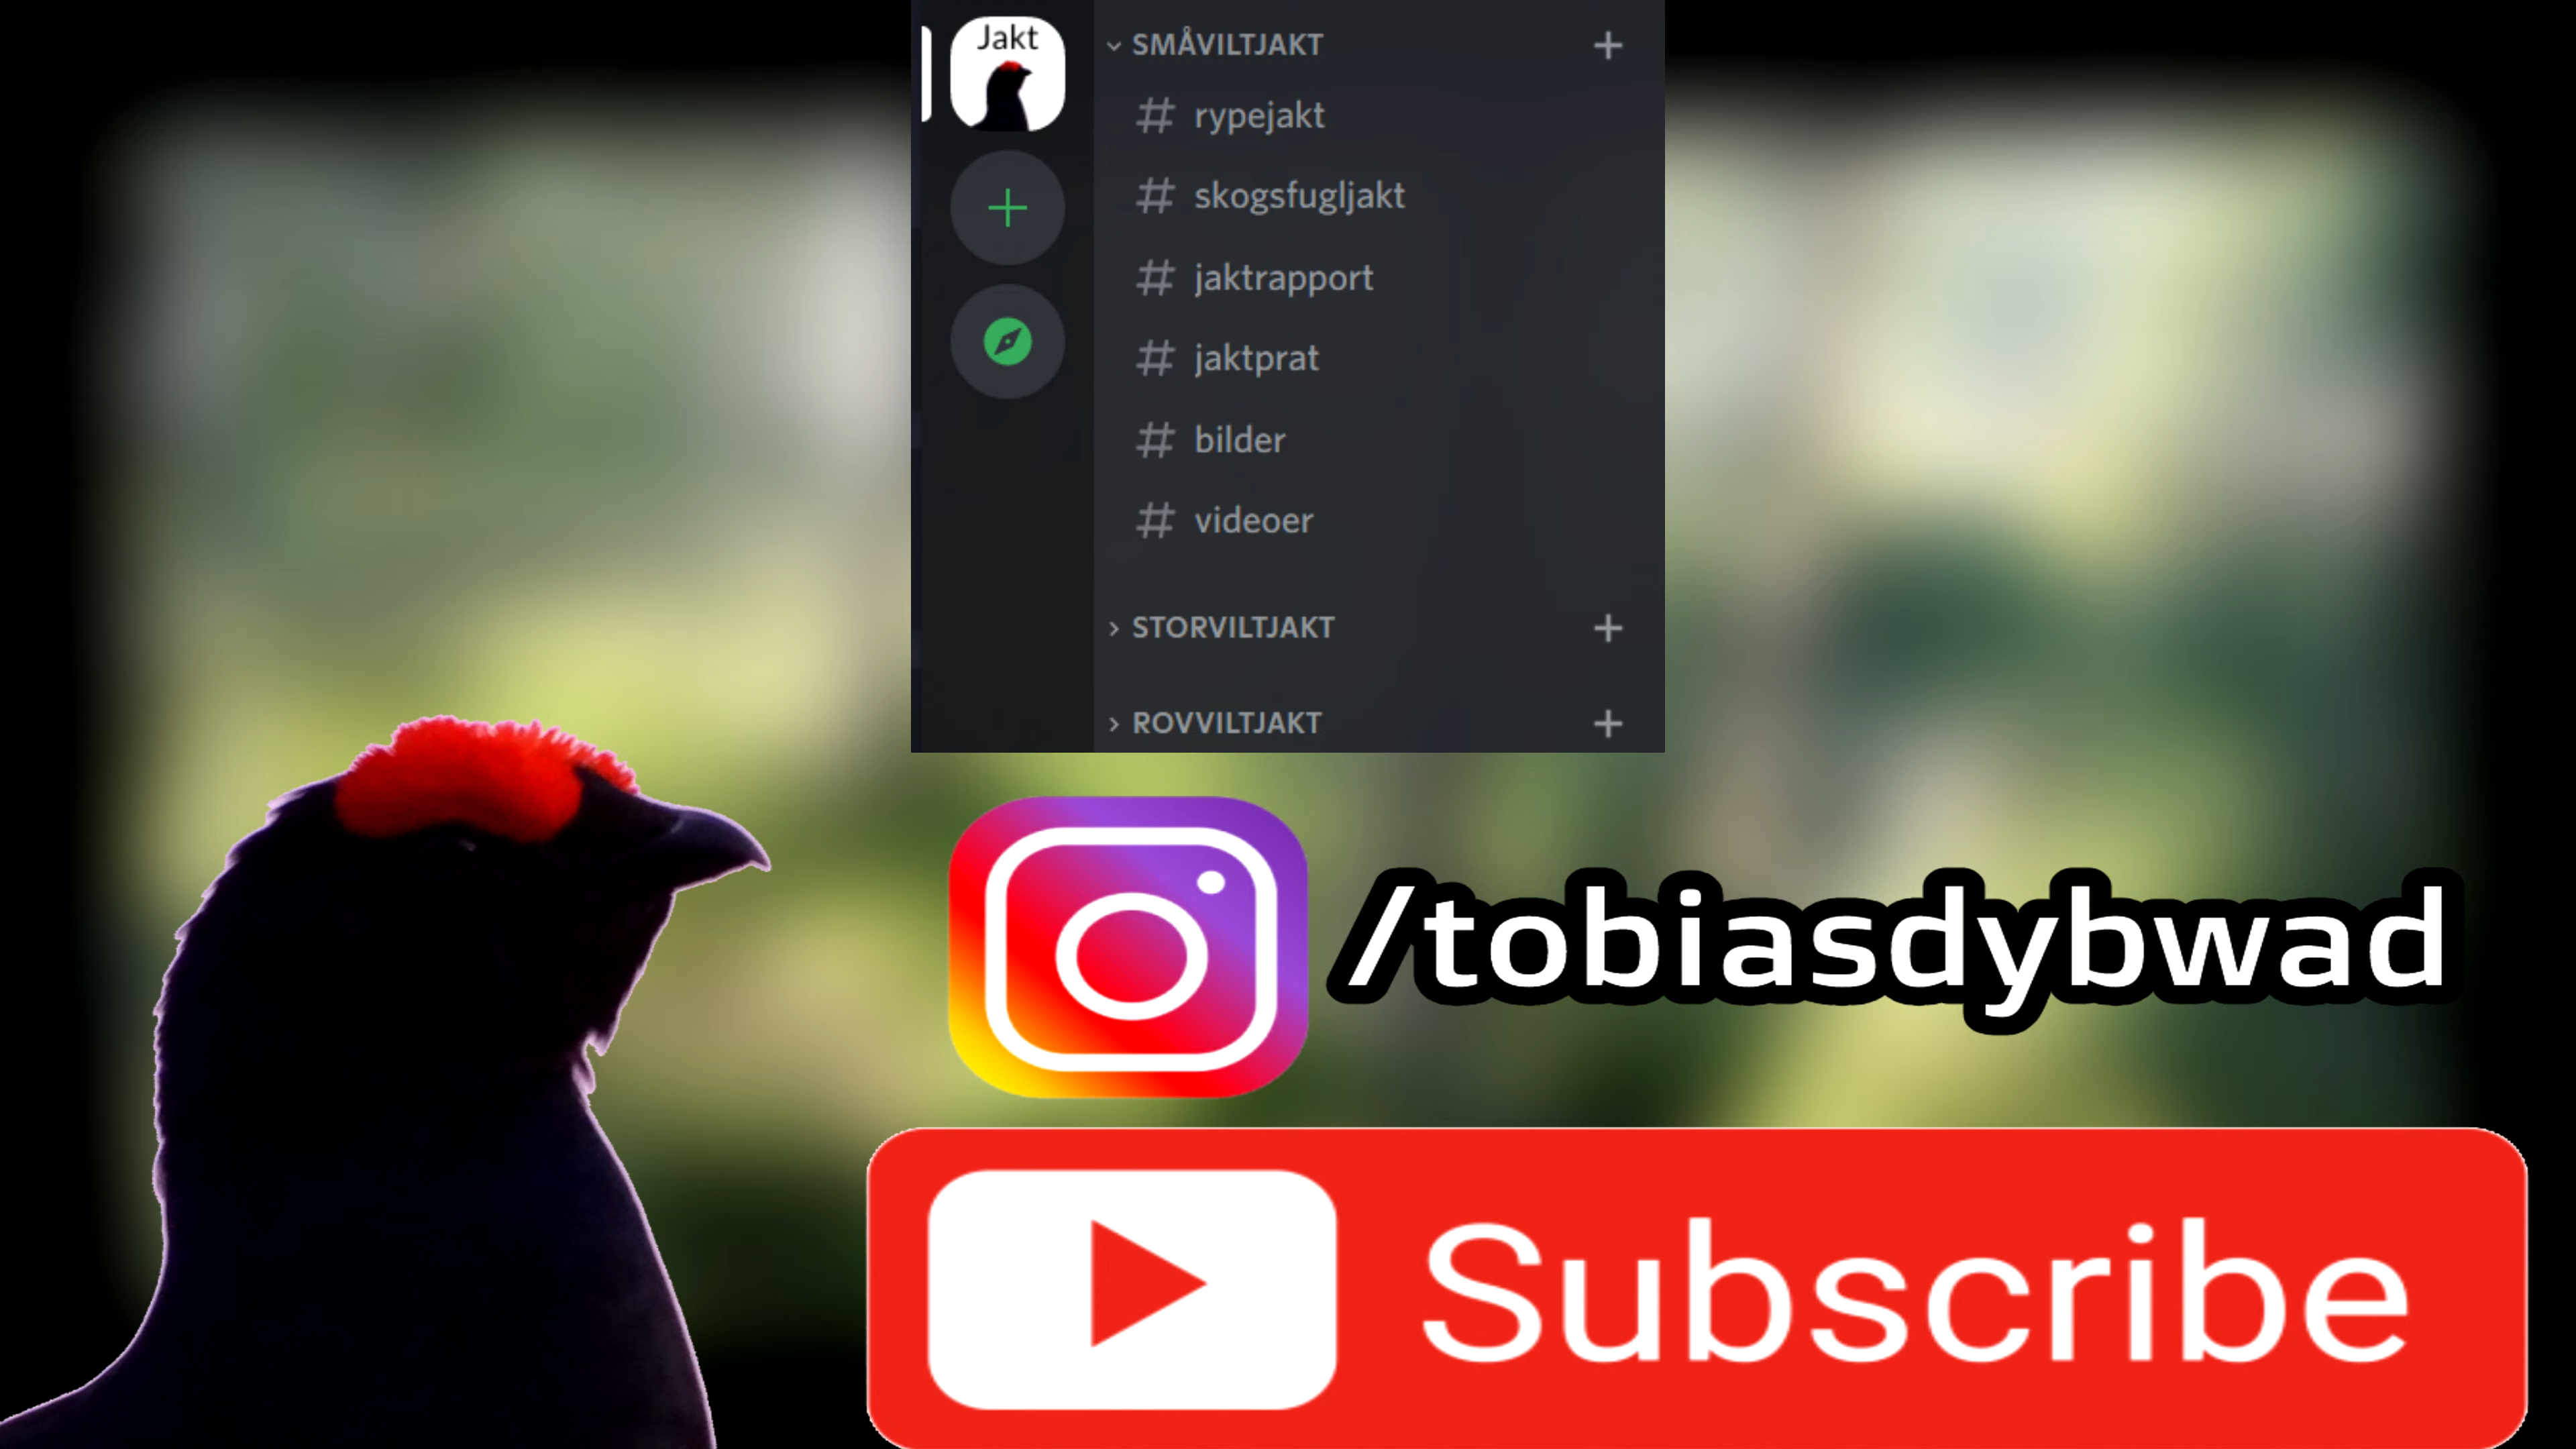 Jakt
SMÅVILTJAKT
rypejakt
skogsfugljakt
jaktrapport
jaktprat
bilder
videoer
STORVILTJAKT
ROVVILTJAKT
/tobiasdybwad
Subscribe